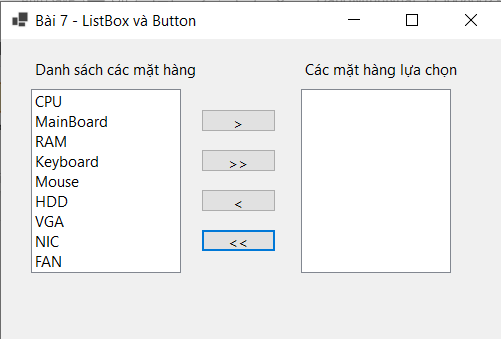 Bài 7 - ListBox và Button
Danh sách các mặt hàng
Các mặt hàng lựa chọn
CPU
MainBoard
RAM
Keyboard
Mouse
HDD
VGA
NIC
FAN
>
>>
<
<<